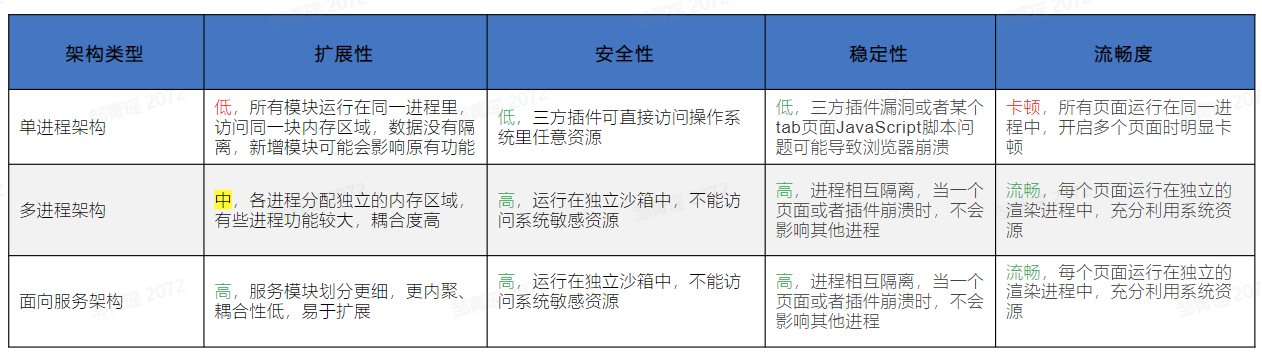 架构类型
扩展性
安全性
稳定性
流畅度
单进程架构
低，所有模块运行在同一进程里，
访问同一块内存区域，数据没有隔
离，新增模块可能会影响原有功能
低，三方插件可直接访问操作系
统里任意资源
低，三方插件漏洞或者某个
tab页面JavaScript脚本问
题可能导致浏览器崩溃
卡顿，所有页面运行在同一进
程中，开启多个页面时明显卡
顿
多进程架构
中，各进程分配独立的内存区域，
有些进程功能较大，耦合度高
高，运行在独立沙箱中，不能访
问系统敏感资源
高，进程相互隔离，当一个
页面或者插件崩溃时，不会
影响其他进程
流畅，每个页面运行在独立的
渲染进程中，充分利用系统资
源
面向服务架构
高，服务模块划分更细，更内聚、
耦合性低，易于扩展
高，运行在独立沙箱中，不能访
问系统敏感资源
高，进程相互隔离，当一个
页面或者插件崩溃时，不会
影响其他进程
流畅，每个页面运行在独立的
渲染进程中，充分利用系统资
源